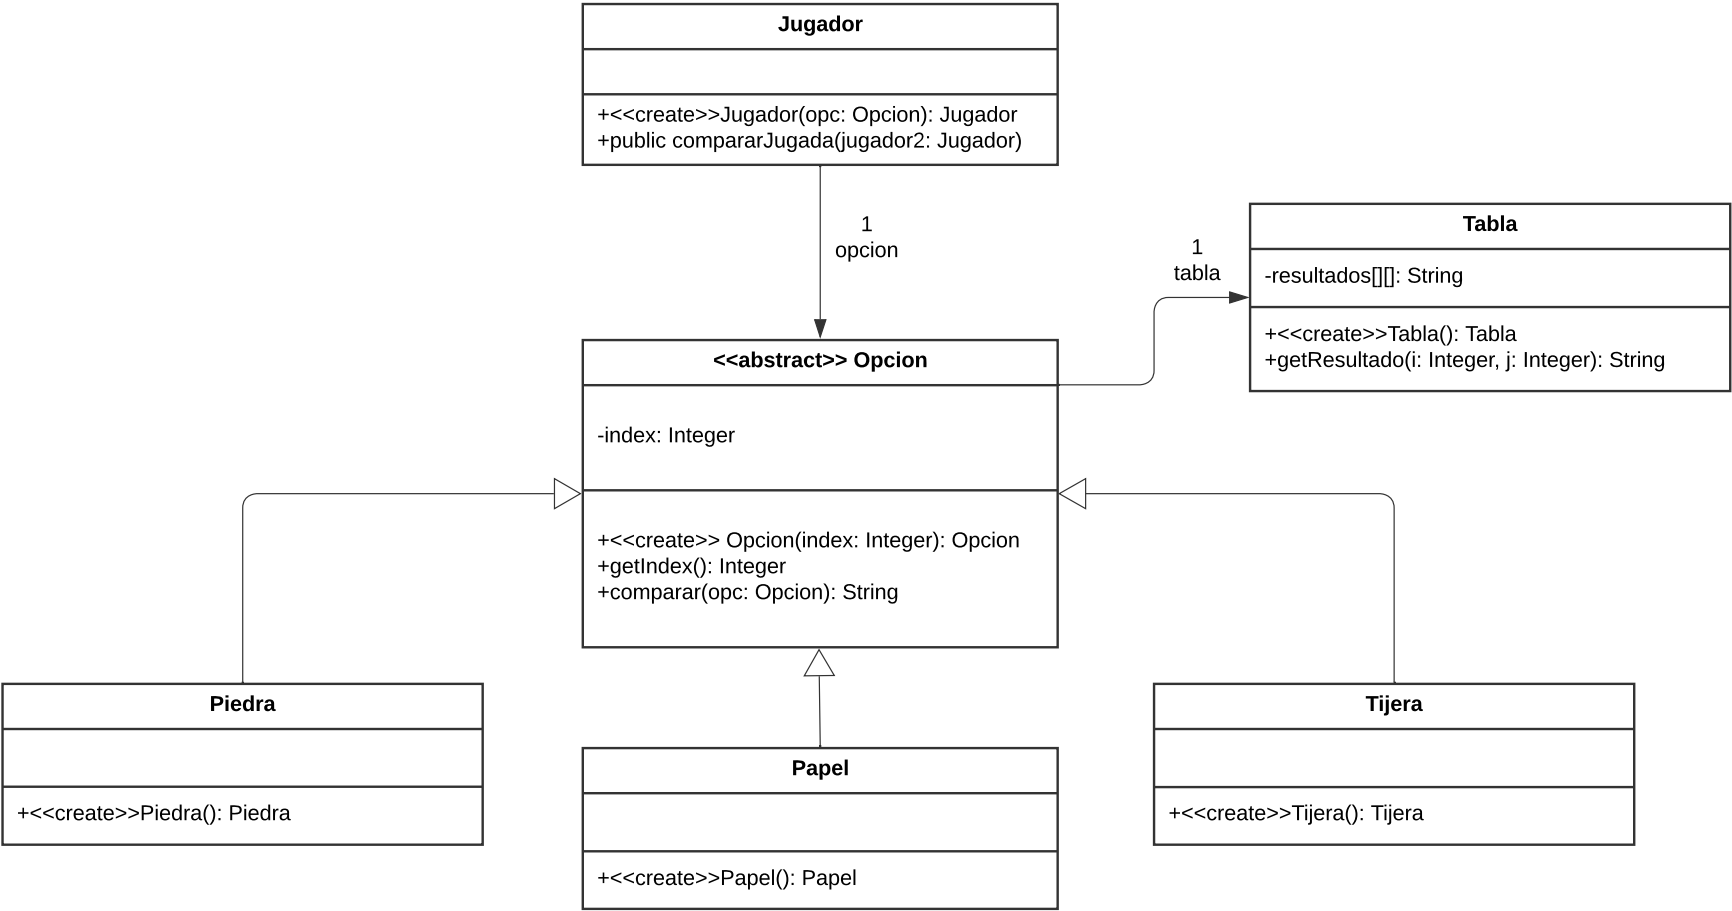 Jugador
+<<create>>Jugador(opc: Opcion): Jugador
+public compararJugada(jugador2: Jugador)
1
opcion
1
tabla
Tabla
-resultados[][]: String
+<<create>>Tabla(): Tabla
+getResultado(i: Integer, j: Integer): String
<<abstract>> Opcion
-index: Integer
+<<create>> Opcion(index: Integer): Opcion
+getIndex(): Integer
+comparar(opc: Opcion): String
Piedra
+<<create>>Piedra(): Piedra
Papel
+<<create>>Papel(): Papel
Tijera
+<<create>>Tijera(): Tijera